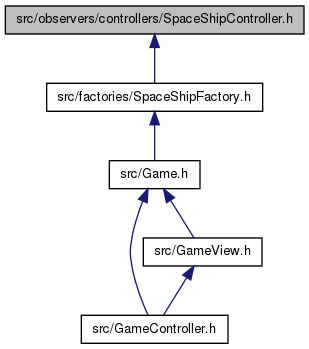 src/observers/controllers/SpaceShipController.h
src/factories/SpaceShipFactory.h
src/Game.h
src/GameView.h
src/GameController.h